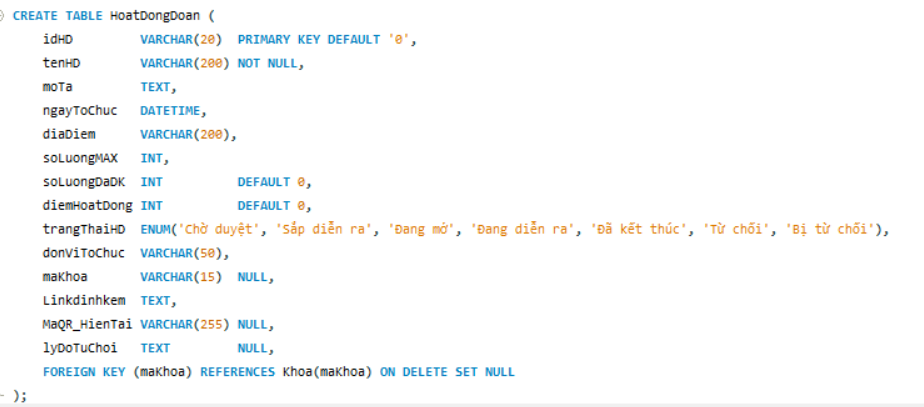 CREATE TABLE HoatDongDoan (
idHD VARCHAR(20) PRIMARY KEY DEFAULT '0',
tenHD VARCHAR(200) NOT NULL,
moTa TEXT,
ngayToChuc DATETIME,
diaDiem VARCHAR(200),
soLuongMAX INT,
soLuongDaDK INT DEFAULT 0,
diemHoatDong INT DEFAULT 0,
trangThaiHD ENUM('Chờ duyệt', 'Sắp diễn ra', 'Đang mở', 'Đang diễn ra', 'Đã kết thúc', 'Từ chối', 'Bị từ chối'),
donViToChuc VARCHAR(50),
maKhoa VARCHAR(15) NULL,
Linkdinhkem TEXT,
MaQR_HienTai VARCHAR(255) NULL,
lyDoTuChoi TEXT NULL,
FOREIGN KEY (maKhoa) REFERENCES Khoa(maKhoa) ON DELETE SET NULL
);